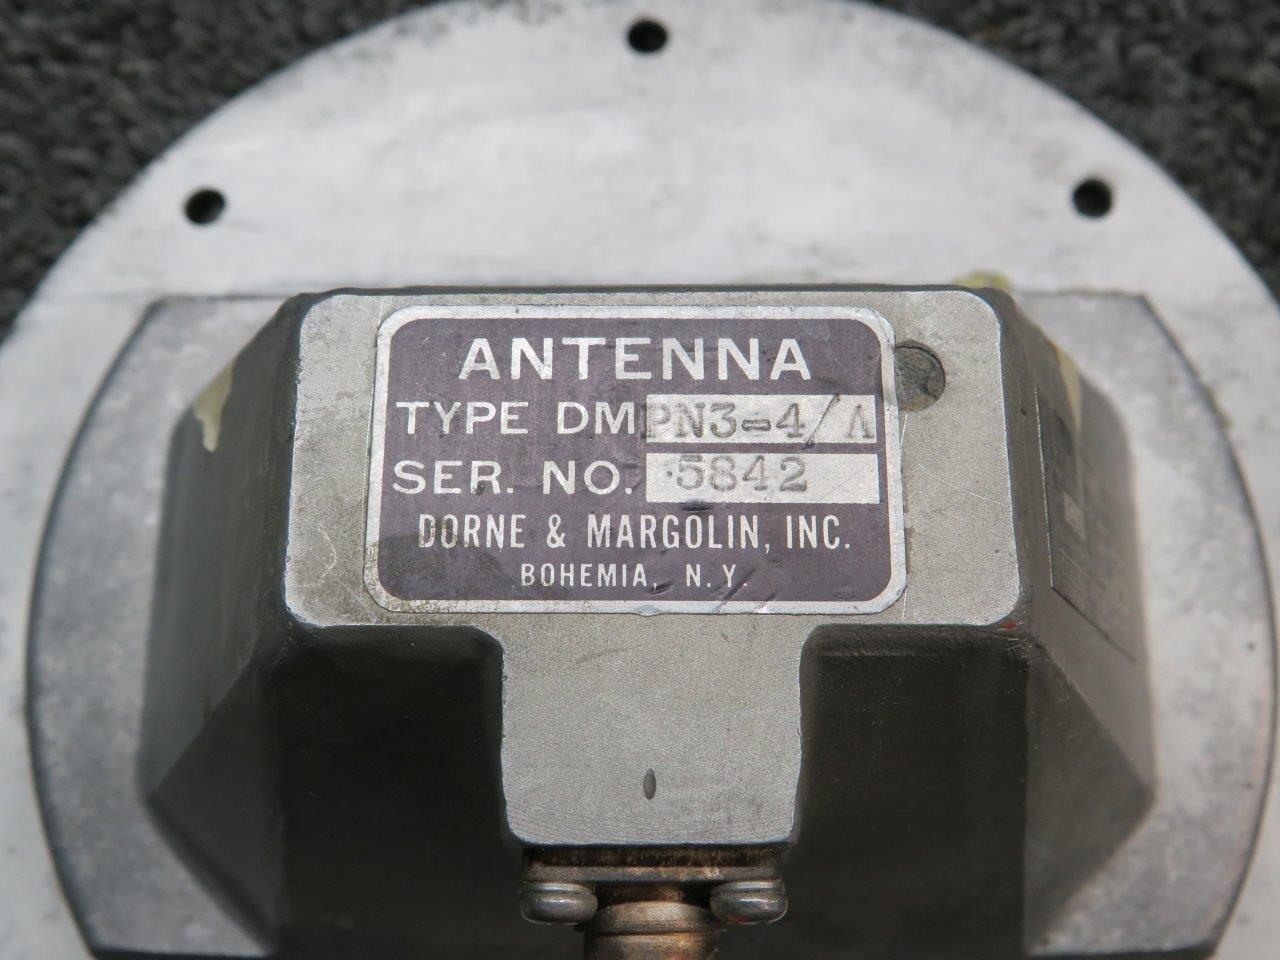 ANTENNA
TYPE DMPN3-4/A
SER. NO. 5842
DORNE & MARGOLIN, INC.
BOHEMIA, N.Y.